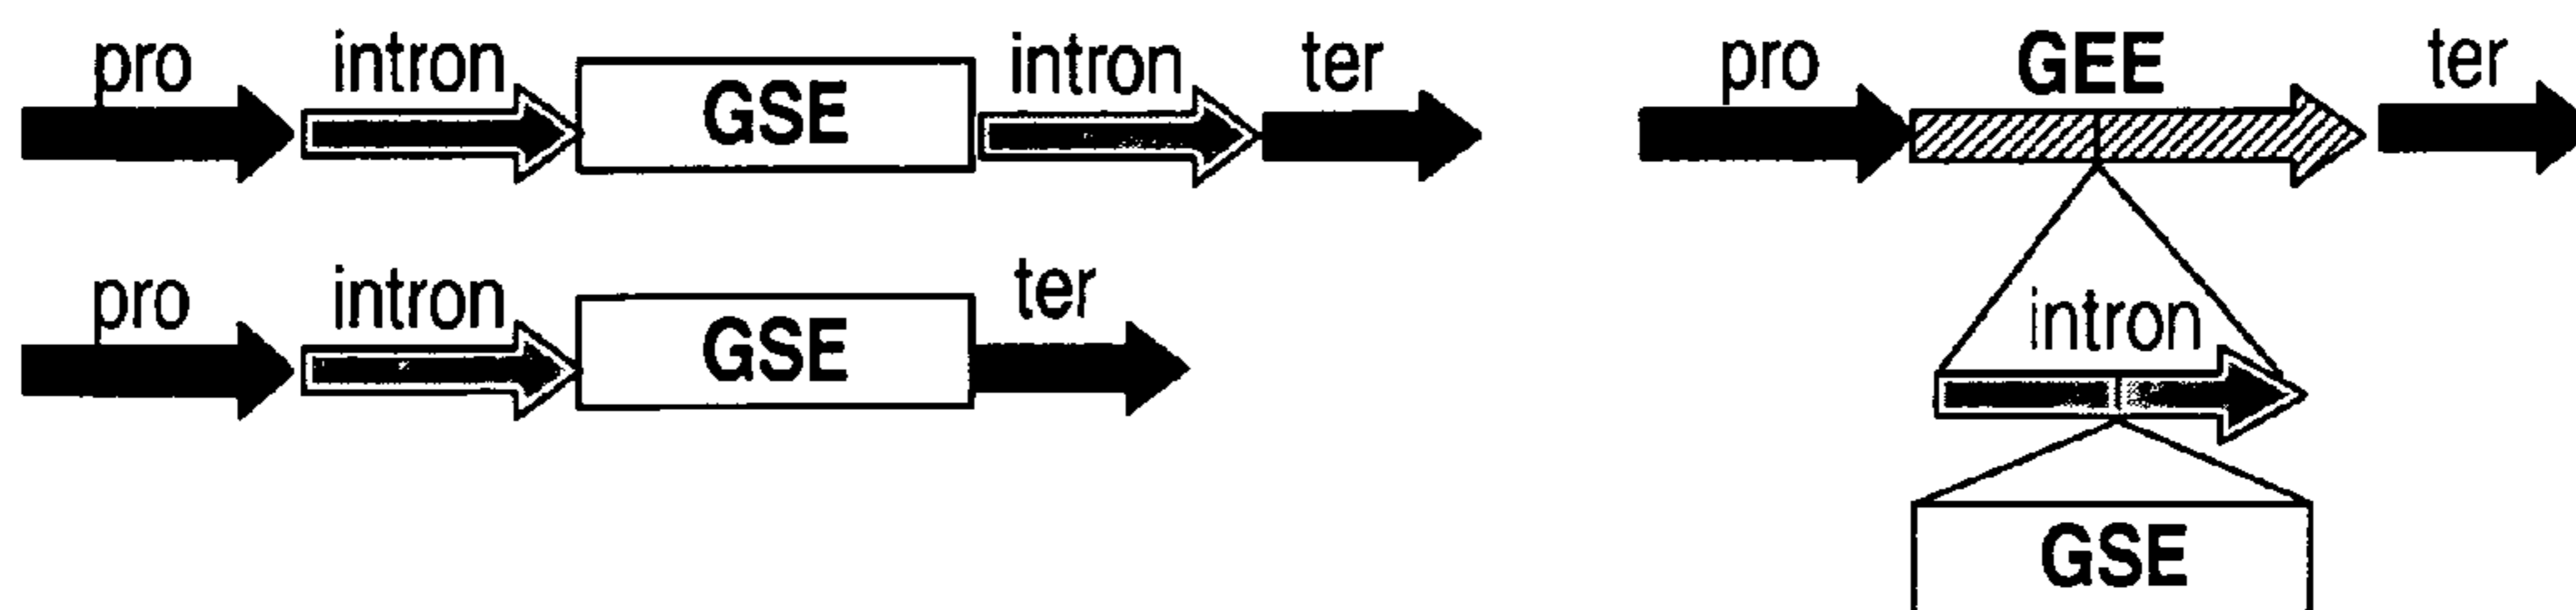 pro intron GSE intron ter
pro intron GSE ter
pro GEE ter
intron
GSE